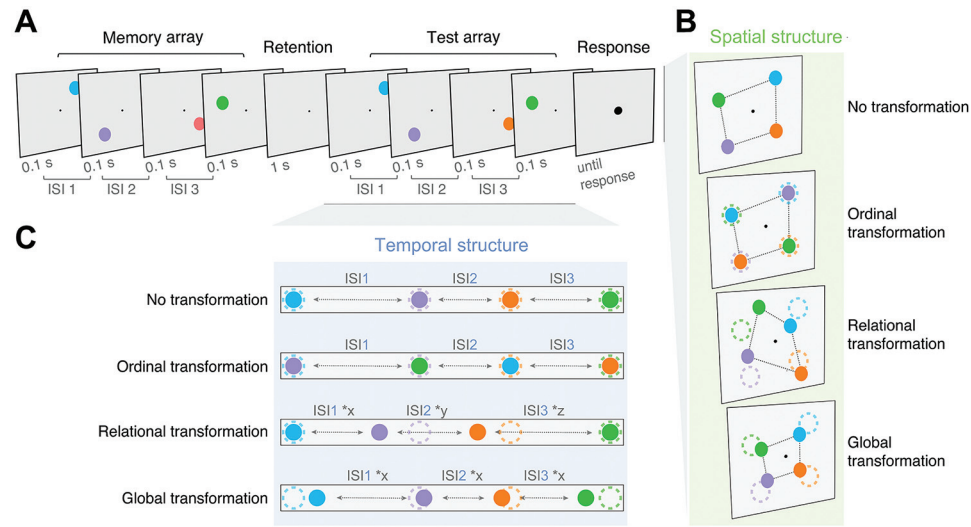 A
Memory array
Retention
Test array
Response
0.1 s
0.1 s
0.1 s
0.1 s
1 s
0.1 s
0.1 s
0.1 s
0.1 s
until
response
ISI 1
ISI 2
ISI 3
ISI 1
ISI 2
ISI 3
B
Spatial structure
No transformation
Ordinal
transformation
Relational
transformation
Global
transformation
C
Temporal structure
No transformation
ISI1
ISI2
ISI3
Ordinal transformation
ISI1
ISI2
ISI3
Relational transformation
ISI1 *x
ISI2 *y
ISI3 *z
Global transformation
ISI1 *x
ISI2 *x
ISI3 *x